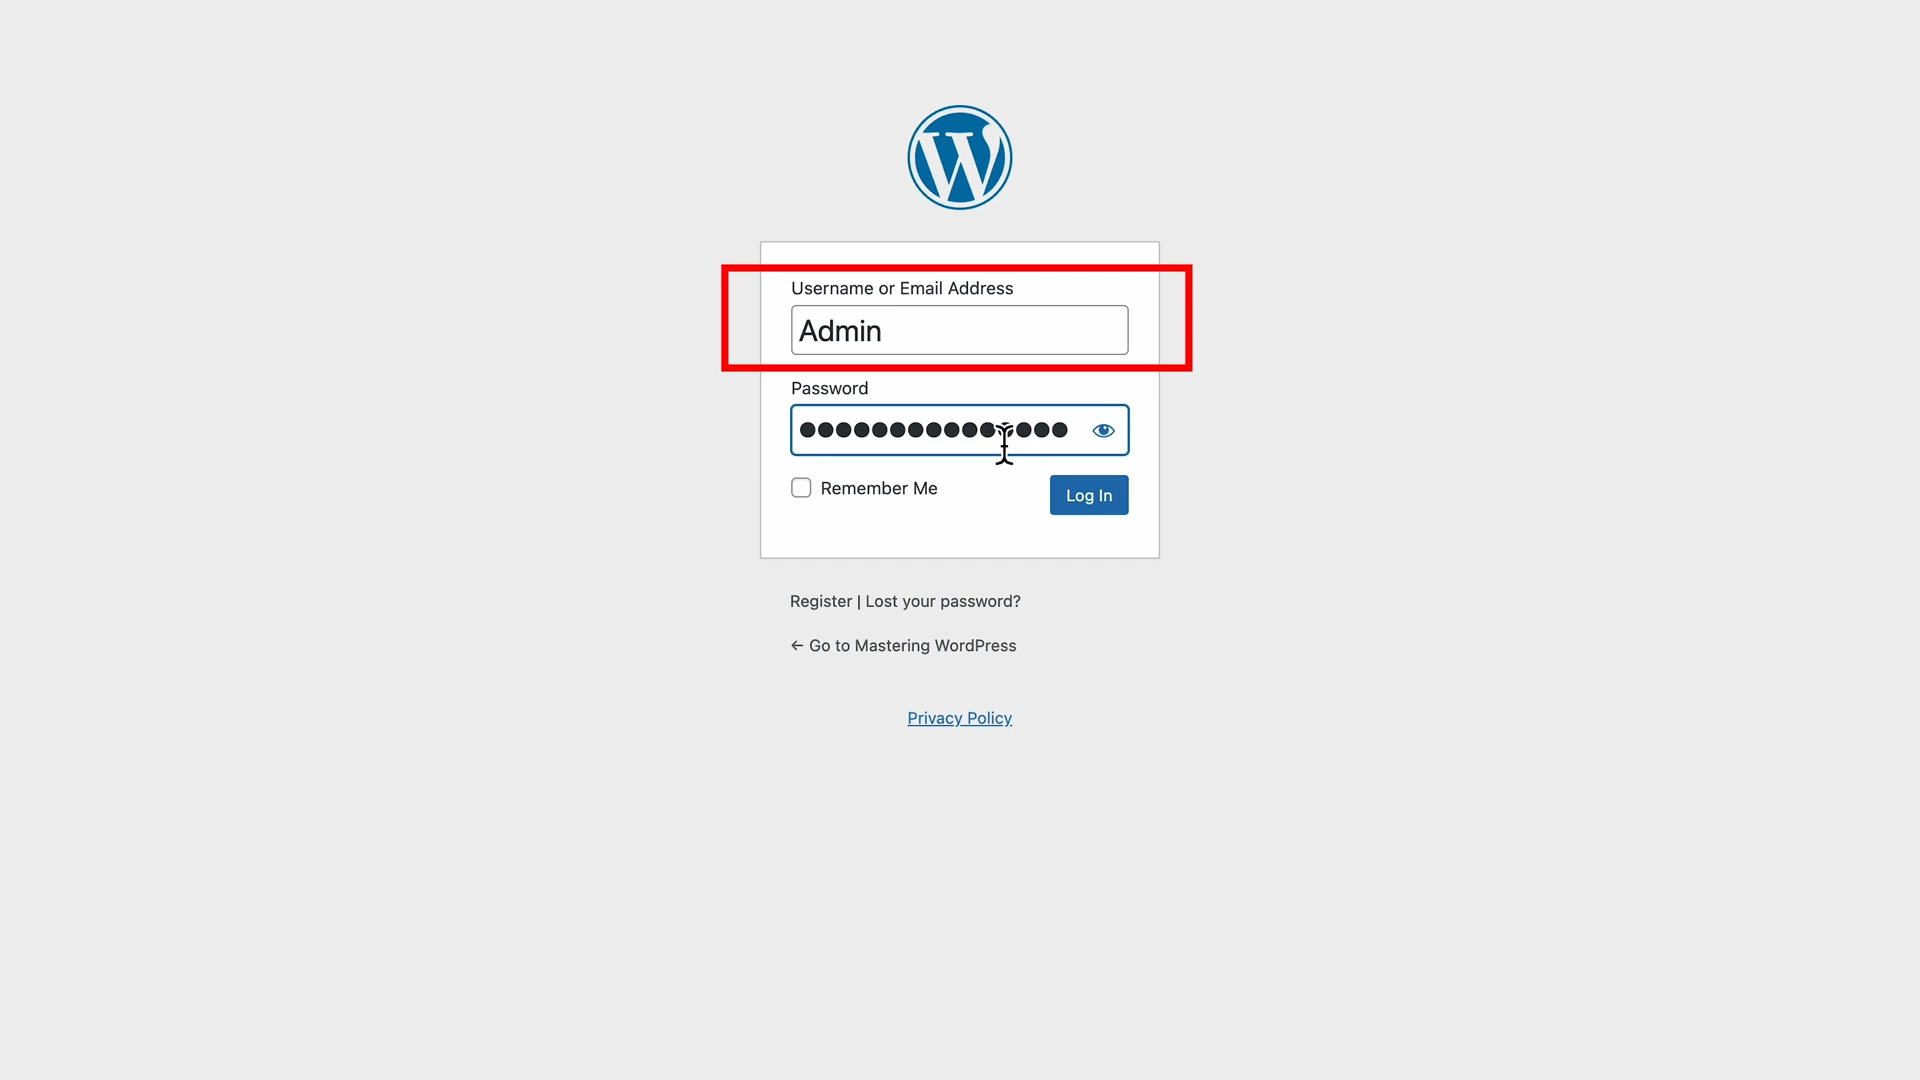 Username or Email Address
Admin
Password
Remember Me
Log In
Register | Lost your password?
← Go to Mastering WordPress
Privacy Policy